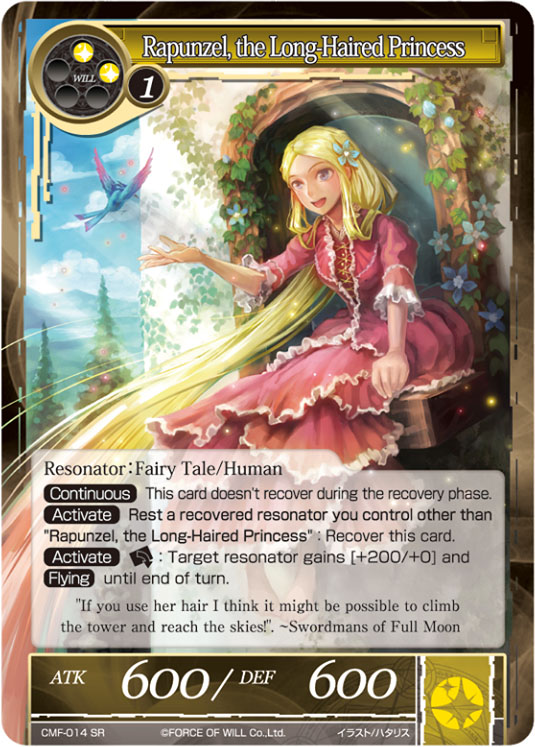 Rapunzel, the Long-Haired Princess
WILL
1
Resonator:Fairy Tale/Human
Continuous This card doesn't recover during the recovery phase.
Activate Rest a recovered resonator you control other than
"Rapunzel, the Long-Haired Princess" : Recover this card.
Activate : Target resonator gains [+200/+0] and
Flying until end of turn.
"If you use her hair I think it might be possible to climb
the tower and reach the skies!". ~Swordmans of Full Moon
ATK 600 / DEF 600
CMF-014 SR ©FORCE OF WILL Co.,Ltd. イラスト/ハタリス